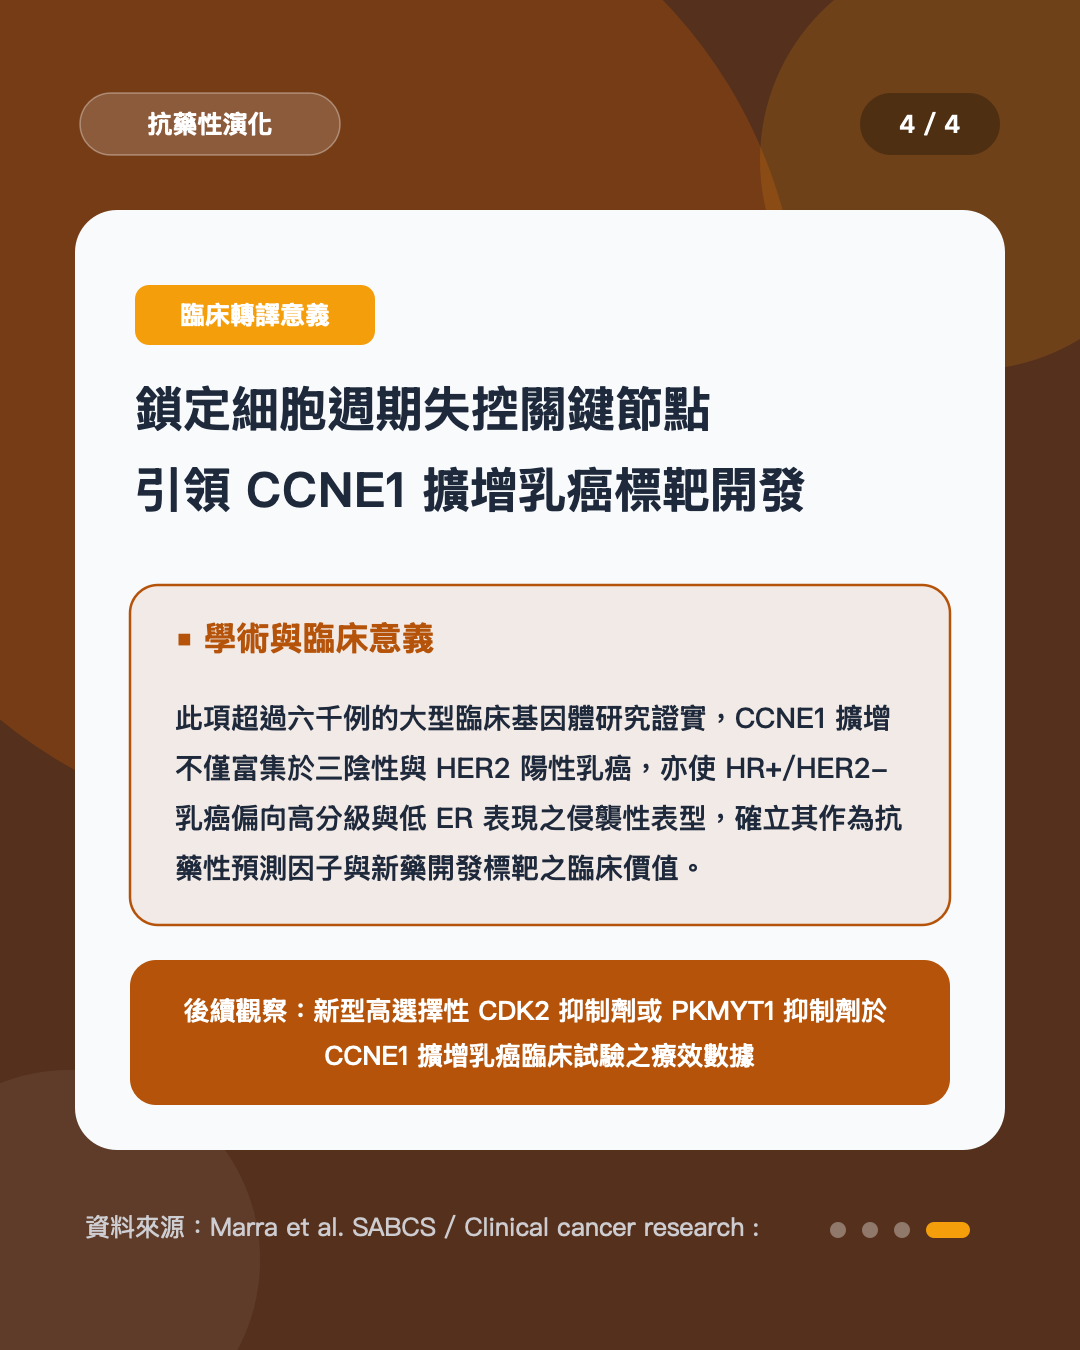 抗藥性演化
4 / 4
臨床轉譯意義
鎖定細胞週期失控關鍵節點
引領 CCNE1 擴增乳癌標靶開發
▪ 學術與臨床意義
此項超過六千例的大型臨床基因體研究證實，CCNE1 擴增
不僅富集於三陰性與 HER2 陽性乳癌，亦使 HR+/HER2−
乳癌偏向高分級與低 ER 表現之侵襲性表型，確立其作為抗
藥性預測因子與新藥開發標靶之臨床價值。
後續觀察：新型高選擇性 CDK2 抑制劑或 PKMYT1 抑制劑於
CCNE1 擴增乳癌臨床試驗之療效數據
資料來源：Marra et al. SABCS / Clinical cancer research :